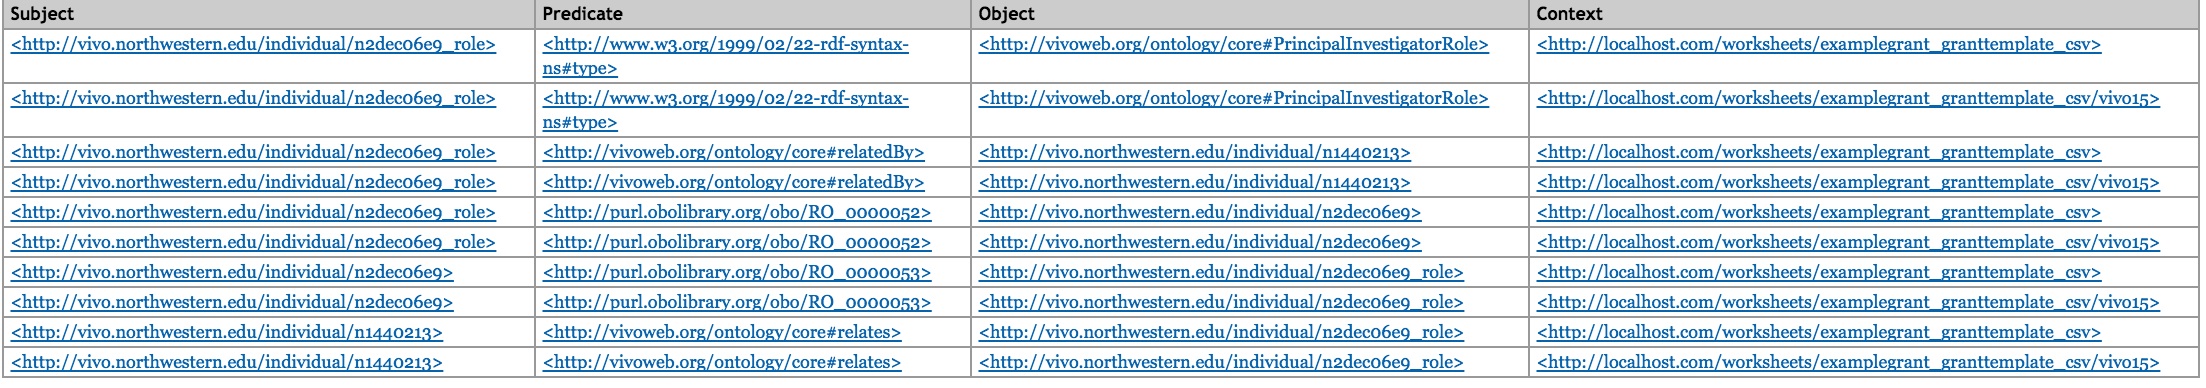 Subject Predicate Object Context
<http://vivo.northwestern.edu/individual/n2dec06e9_role> <http://www.w3.org/1999/02/22-rdf-syntax- <http://vivoweb.org/ontology/core#PrincipalInvestigatorRole> <http://localhost.com/worksheets/examplegrant_granttemplate_csv>
ns#type>
<http://vivo.northwestern.edu/individual/n2dec06e9_role> <http://www.w3.org/1999/02/22-rdf-syntax- <http://vivoweb.org/ontology/core#PrincipalInvestigatorRole> <http://localhost.com/worksheets/examplegrant_granttemplate_csv/vivo15>
ns#type>
<http://vivo.northwestern.edu/individual/n2dec06e9_role> <http://vivoweb.org/ontology/core#relatedBy> <http://vivo.northwestern.edu/individual/n1440213> <http://localhost.com/worksheets/examplegrant_granttemplate_csv>
<http://vivo.northwestern.edu/individual/n2dec06e9_role> <http://vivoweb.org/ontology/core#relatedBy> <http://vivo.northwestern.edu/individual/n1440213> <http://localhost.com/worksheets/examplegrant_granttemplate_csv/vivo15>
<http://vivo.northwestern.edu/individual/n2dec06e9_role> <http://purl.obolibrary.org/obo/RO_0000052> <http://vivo.northwestern.edu/individual/n2dec06e9> <http://localhost.com/worksheets/examplegrant_granttemplate_csv>
<http://vivo.northwestern.edu/individual/n2dec06e9_role> <http://purl.obolibrary.org/obo/RO_0000052> <http://vivo.northwestern.edu/individual/n2dec06e9> <http://localhost.com/worksheets/examplegrant_granttemplate_csv/vivo15>
<http://vivo.northwestern.edu/individual/n2dec06e9> <http://purl.obolibrary.org/obo/RO_0000053> <http://vivo.northwestern.edu/individual/n2dec06e9_role> <http://localhost.com/worksheets/examplegrant_granttemplate_csv>
<http://vivo.northwestern.edu/individual/n2dec06e9> <http://purl.obolibrary.org/obo/RO_0000053> <http://vivo.northwestern.edu/individual/n2dec06e9_role> <http://localhost.com/worksheets/examplegrant_granttemplate_csv/vivo15>
<http://vivo.northwestern.edu/individual/n1440213> <http://vivoweb.org/ontology/core#relates> <http://vivo.northwestern.edu/individual/n2dec06e9_role> <http://localhost.com/worksheets/examplegrant_granttemplate_csv>
<http://vivo.northwestern.edu/individual/n1440213> <http://vivoweb.org/ontology/core#relates> <http://vivo.northwestern.edu/individual/n2dec06e9_role> <http://localhost.com/worksheets/examplegrant_granttemplate_csv/vivo15>